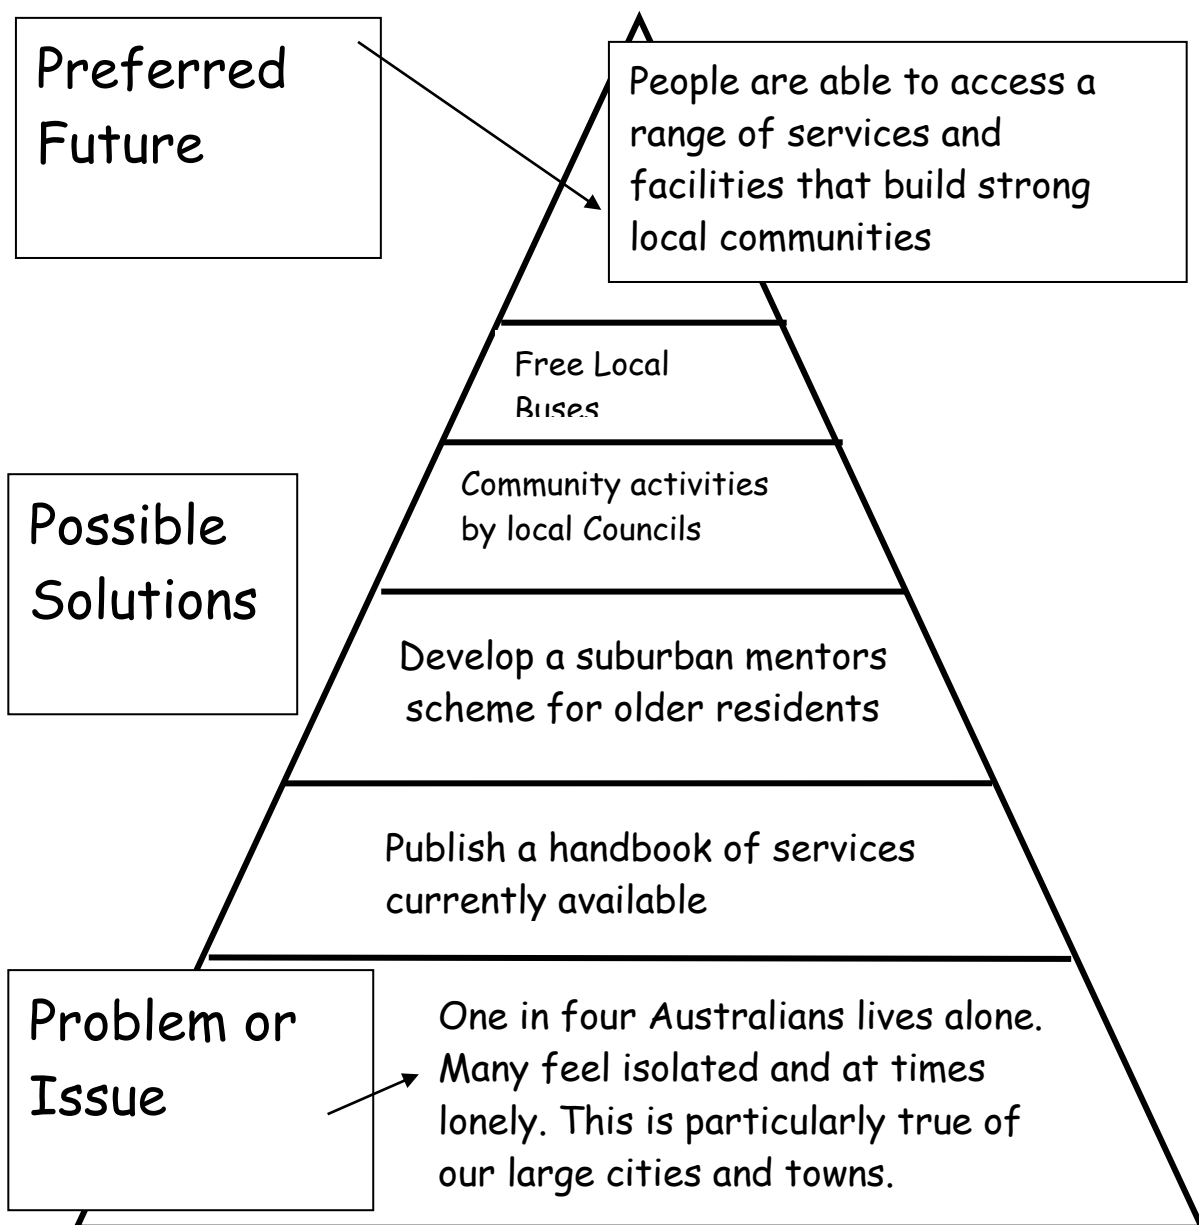 Preferred
Future
People are able to access a
range of services and
facilities that build strong
local communities
Free Local
Buses
Community activities
by local Councils
Possible
Solutions
Develop a suburban mentors
scheme for older residents
Publish a handbook of services
currently available
Problem or
Issue
One in four Australians lives alone.
Many feel isolated and at times
lonely. This is particularly true of
our large cities and towns.